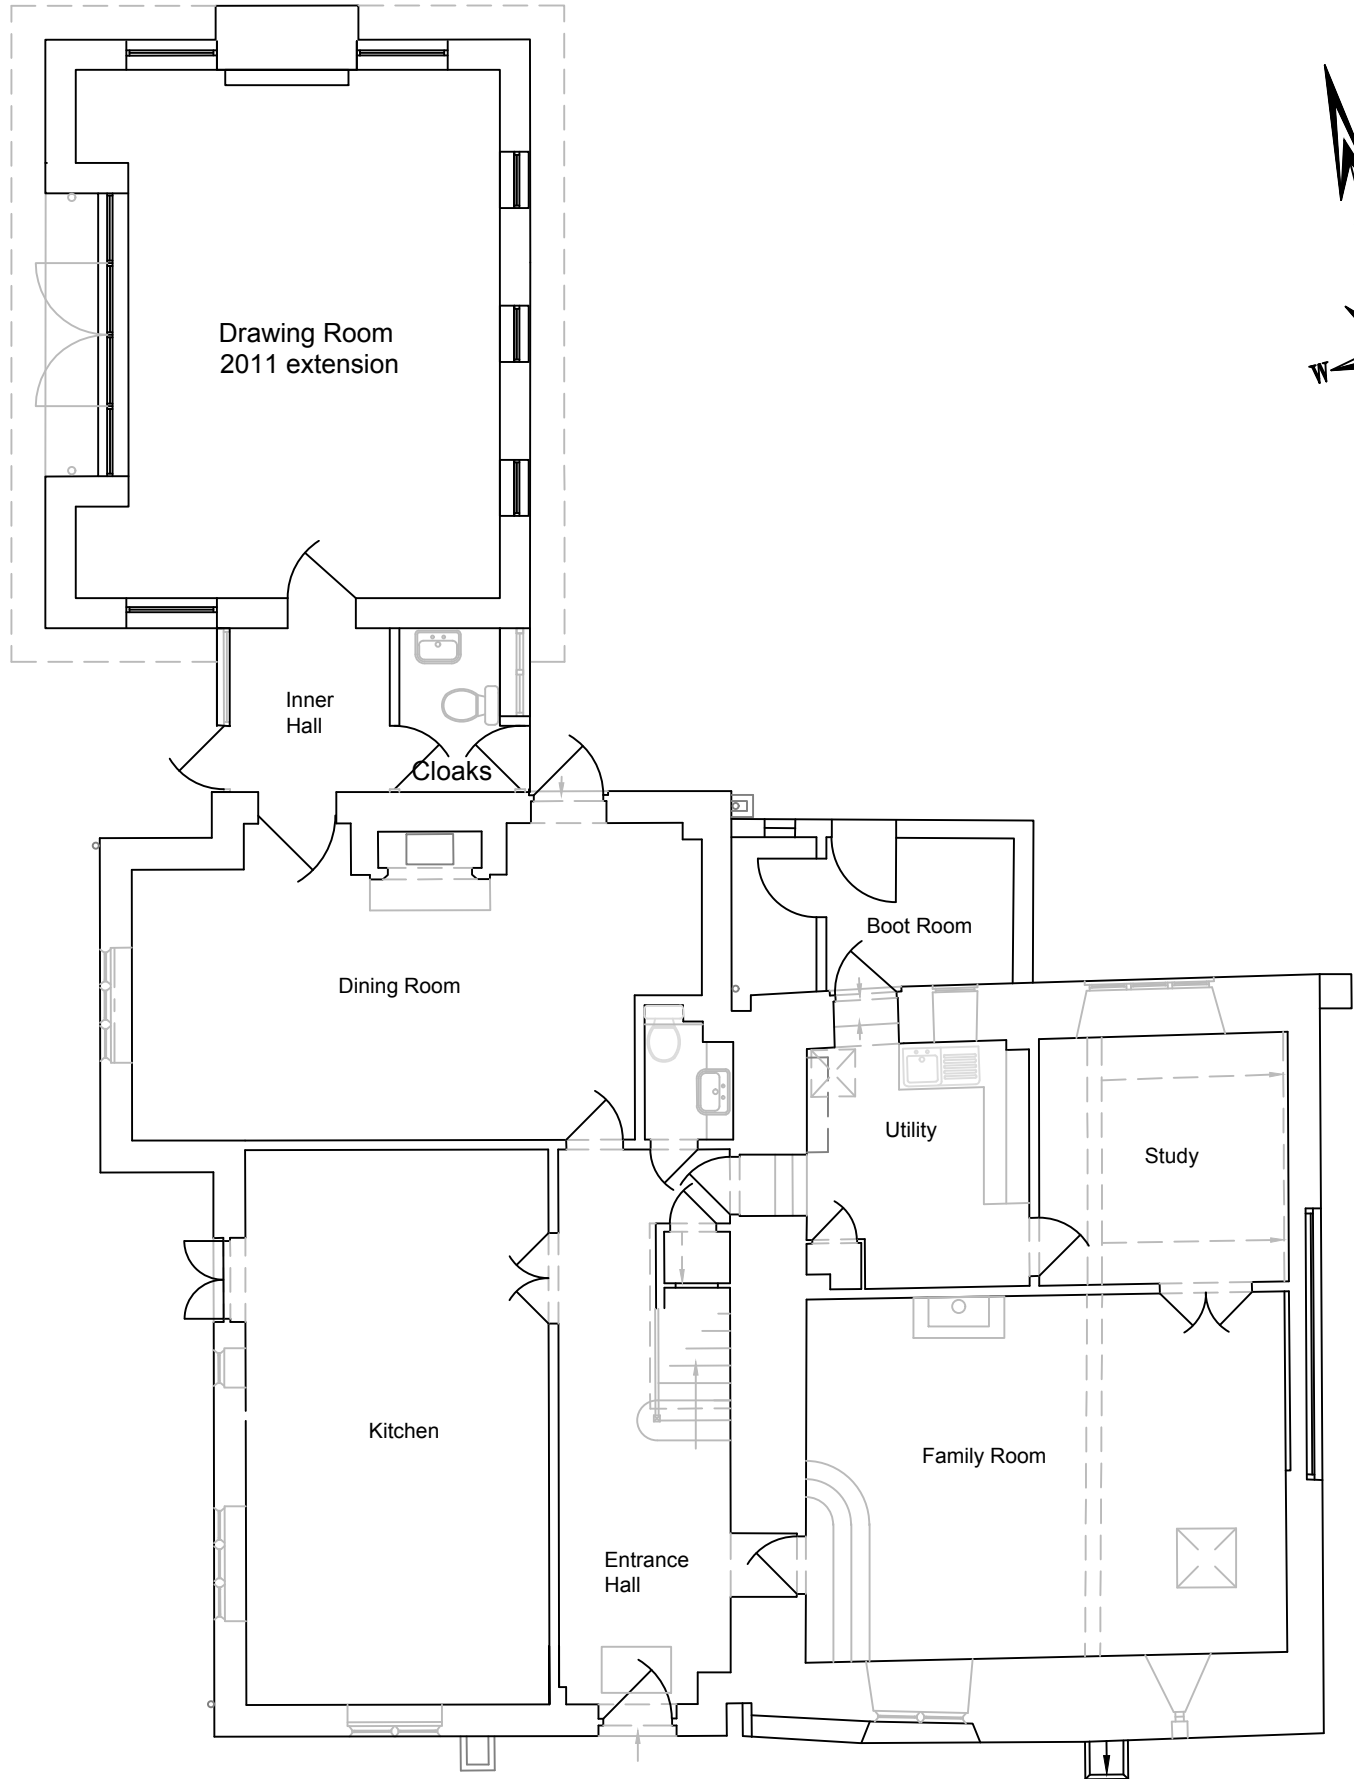 Drawing Room
2011 extension
W
Inner
Hall
Cloaks
Boot Room
Dining Room
Utility
Study
Kitchen
Family Room
Entrance
Hall